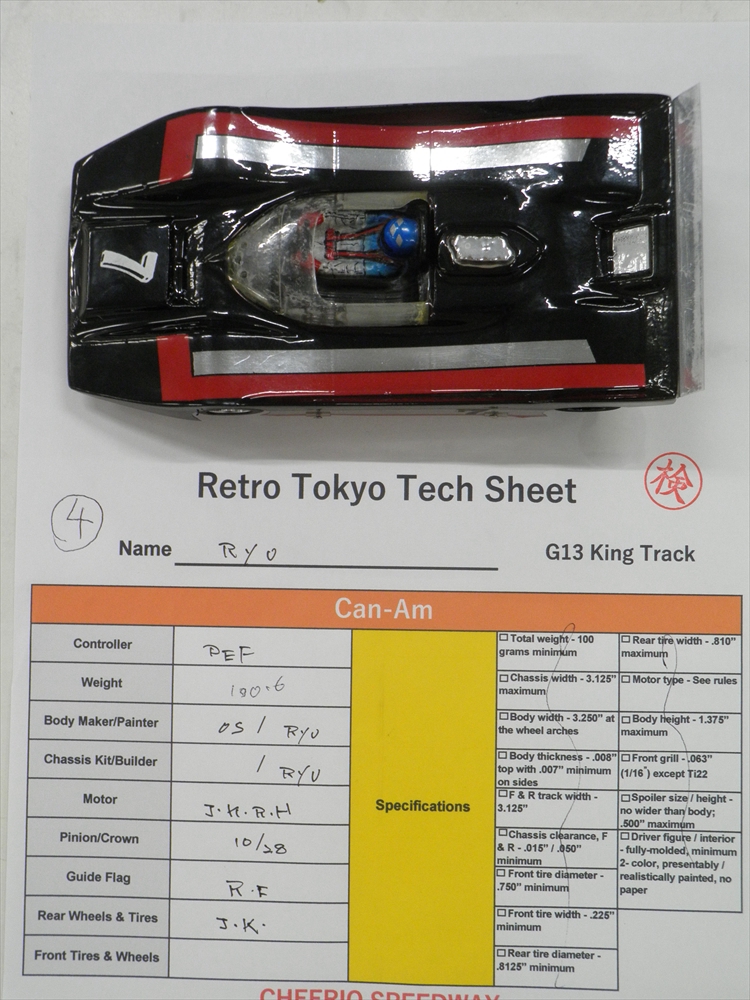 7
Retro Tokyo Tech Sheet
検
4
Name RYU
G13 King Track
Can-Am
Controller
Weight
100.6
Body Maker/Painter
OS / RYU
Chassis Kit/Builder
/ RYU
Motor
J.H.R.H
Pinion/Crown
10/28
Guide Flag
R.F
Rear Wheels & Tires
J.K.
Front Tires & Wheels
Specifications
☐ Total weight - 100
grams minimum
☐ Chassis width - 3.125"
maximum
☐ Body width - 3.250" at
the wheel arches
☐ Body thickness - .008"
top with .007" minimum
on sides
☐ F & R track width -
3.125"
☐ Chassis clearance, F
& R - .015" / .050"
minimum
☐ Front tire diameter -
.750" minimum
☐ Front tire width - .225"
minimum
☐ Rear tire diameter -
.8125" minimum
☐ Rear tire width - .810"
maximum
☐ Motor type - See rules
☐ Body height - 1.375"
maximum
☐ Front grill - .063"
(1/16") except Ti22
☐ Spoiler size / height -
no wider than body;
.500" maximum
☐ Driver figure / interior
- fully-molded, minimum
2- color, presentably /
realistically painted, no
paper
CHEERIO SPEEDWAY